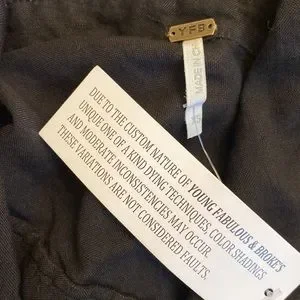 YFB
MADE IN CH
DUE TO THE CUSTOM NATURE OF YOUNG FABULOUS & BROKE'S
UNIQUE ONE OF A KIND DYING TECHNIQUES; COLOR SHADINGS
AND MODERATE INCONSISTENCIES MAY OCCUR.
THESE VARIATIONS ARE NOT CONSIDERED FAULTS.